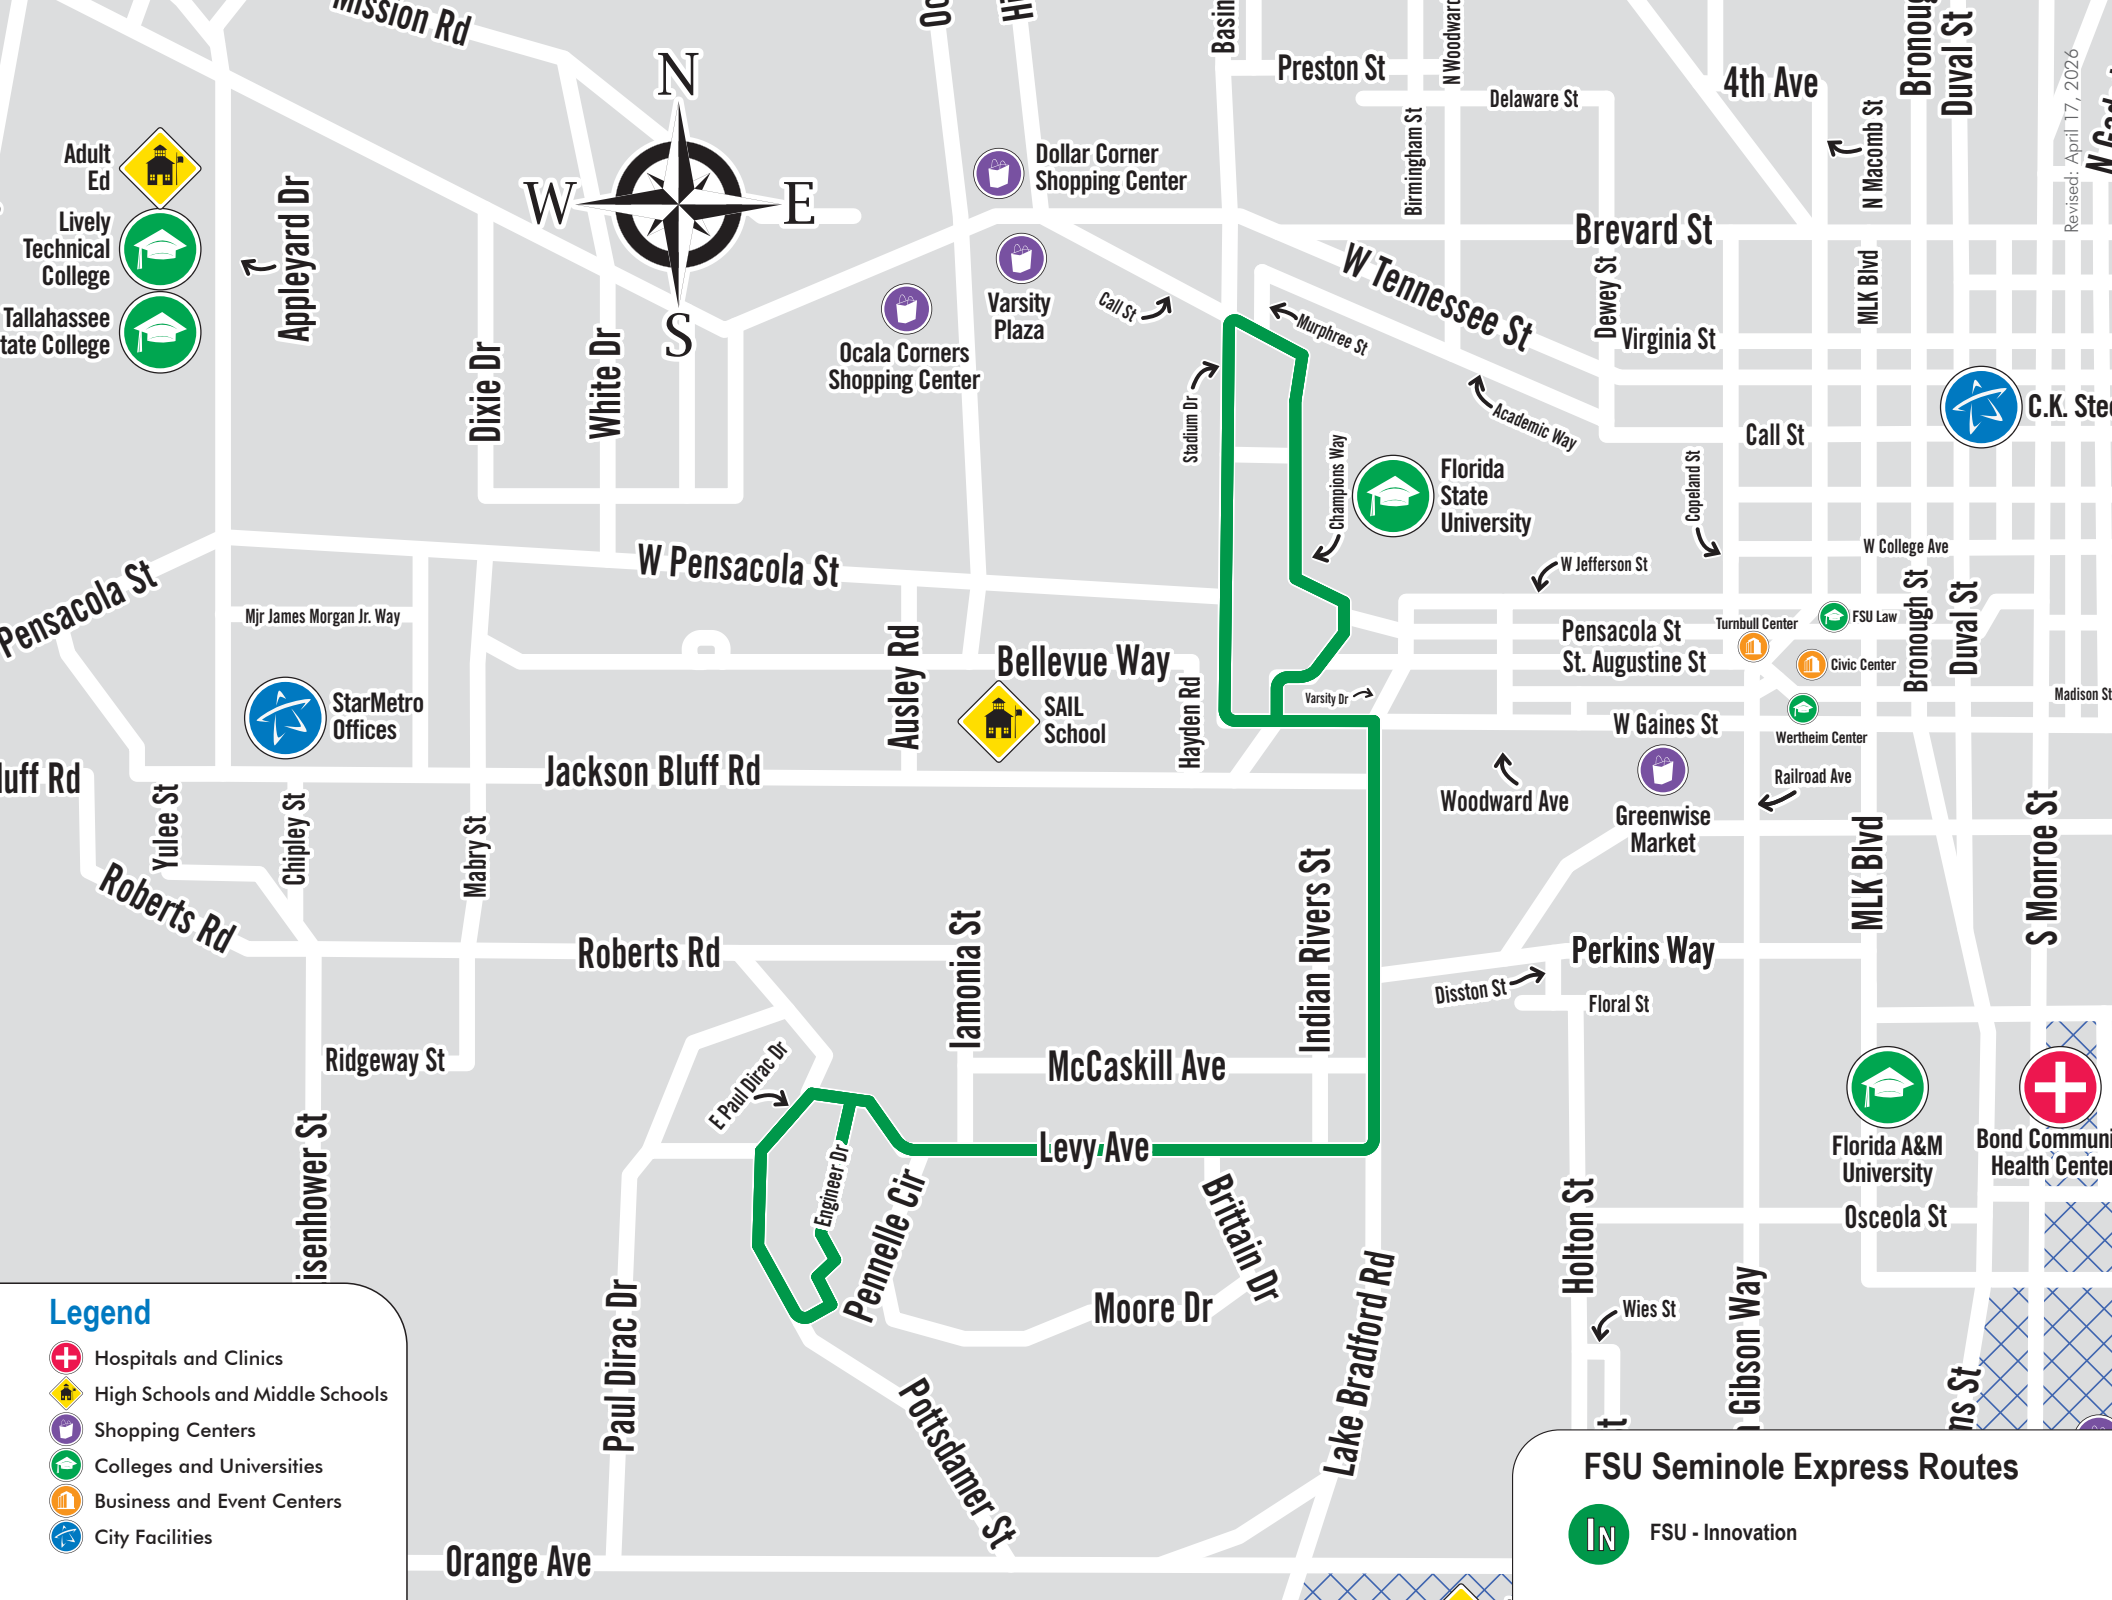 Mission Rd
Basin
Preston St
N Woodward
4th Ave
Duval St
Delaware St
Birmingham St
N Macomb St
Revised: April 17, 2026
N
W
E
S
Adult
Ed
Lively
Technical
College
Tallahassee
tate College
Appleyard Dr
Dollar Corner
Shopping Center
Varsity
Plaza
Ocala Corners
Shopping Center
Call St
Brevard St
W Tennessee St
Dewey St
MLK Blvd
Virginia St
Murphree St
Stadium Dr
Academic Way
Dixie Dr
White Dr
Call St
C.K. Stee
Champions Way
Florida
State
University
Copeland St
W College Ave
W Jefferson St
W Pensacola St
Pensacola St
Mjr James Morgan Jr. Way
Ausley Rd
Bellevue Way
SAIL
School
Hayden Rd
Varsity Dr
Pensacola St
St. Augustine St
Turnbull Center
FSU Law
Civic Center
Bronough St
Duval St
Madison St
W Gaines St
Wertheim Center
Railroad Ave
StarMetro
Offices
luff Rd
Jackson Bluff Rd
Woodward Ave
Greenwise
Market
Yulee St
Chipley St
Mabry St
Roberts Rd
Roberts Rd
Iamonia St
Indian Rivers St
MLK Blvd
S Monroe St
Perkins Way
Disston St
Floral St
Ridgeway St
McCaskill Ave
E Paul Dirac Dr
Engineer Dr
Levy Ave
Pennelle Cir
Brittain Dr
Moore Dr
Florida A&M
University
Bond Communi
Health Center
Osceola St
Holton St
Wies St
isenhower St
Paul Dirac Dr
Pottsdamer St
Lake Bradford Rd
Gibson Way
ms St
Orange Ave
Legend
Hospitals and Clinics
High Schools and Middle Schools
Shopping Centers
Colleges and Universities
Business and Event Centers
City Facilities
FSU Seminole Express Routes
IN
FSU - Innovation